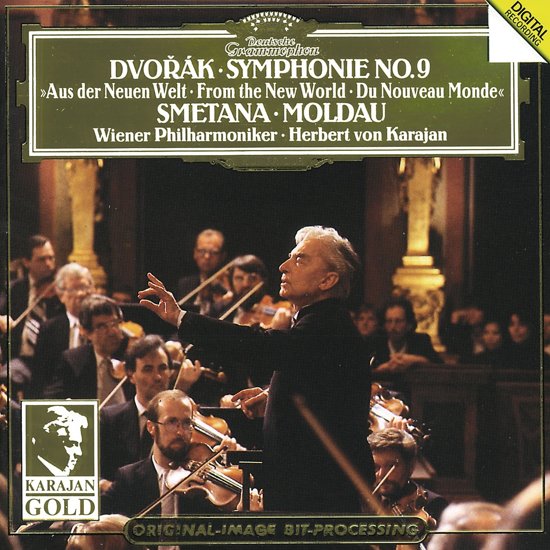 Deutsche
Grammophon
DIGITAL
RECORDING
DVOŘÁK · SYMPHONIE NO. 9
»Aus der Neuen Welt · From the New World · Du Nouveau Monde«
SMETANA · MOLDAU
Wiener Philharmoniker · Herbert von Karajan
KARAJAN
GOLD
ORIGINAL-IMAGE BIT-PROCESSING